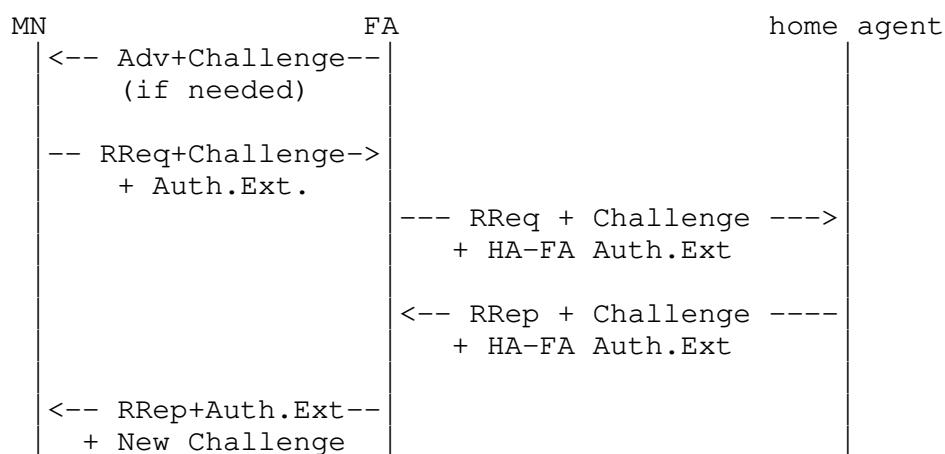 MN FA home agent
<-- Adv+Challenge--
(if needed)
-- RReq+Challenge->
+ Auth.Ext.
--- RReq + Challenge --->
+ HA-FA Auth.Ext
<-- RRep + Challenge ----
+ HA-FA Auth.Ext
<-- RRep+Auth.Ext--
+ New Challenge